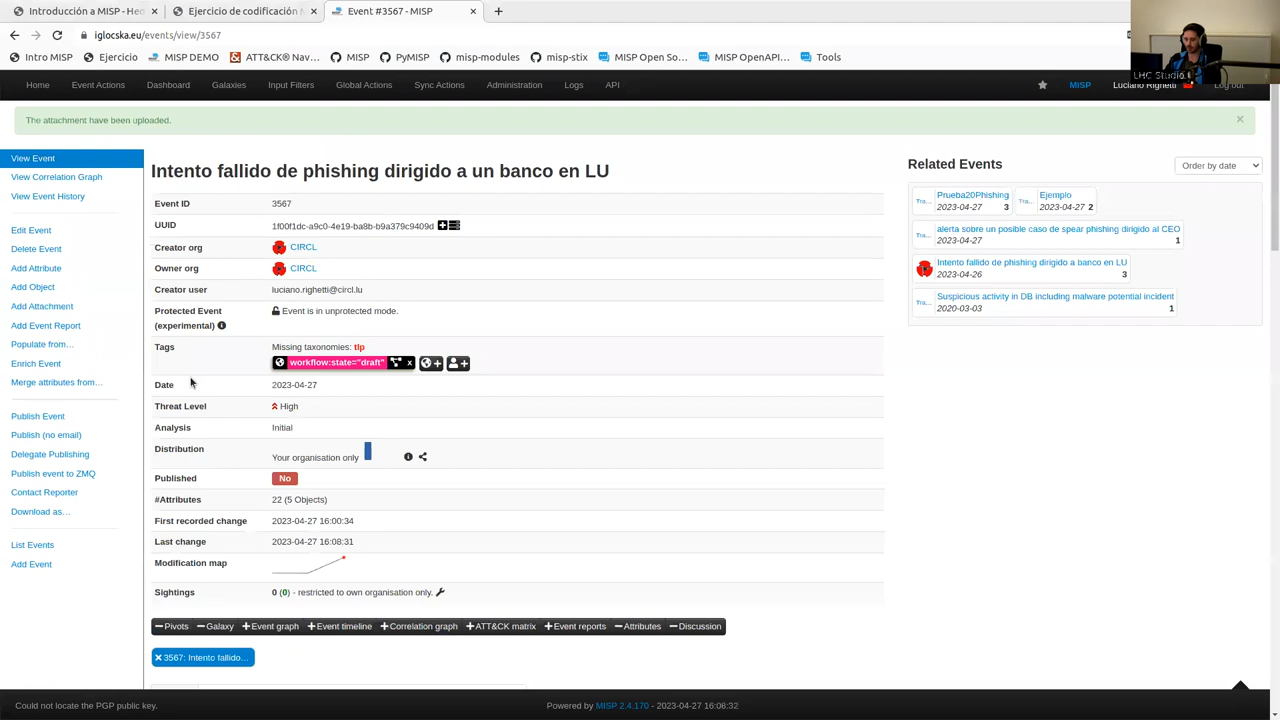 Introducción a MISP - He
Ejercicio de codificación
Event #3567 - MISP
iglocska.eu/events/view/3567
Intro MISP
Ejercicio
MISP DEMO
ATT&CK® Nav…
MISP
PyMISP
misp-modules
misp-stix
MISP Open So…
MISP OpenAPI…
Tools
LHC Studio 1
Home
Event Actions
Dashboard
Galaxies
Input Filters
Global Actions
Sync Actions
Administration
Logs
API
MISP
Luciano Righetti
Log out
The attachment have been uploaded.
View Event
View Correlation Graph
View Event History
Edit Event
Delete Event
Add Attribute
Add Object
Add Attachment
Add Event Report
Populate from…
Enrich Event
Merge attributes from…
Publish Event
Publish (no email)
Delegate Publishing
Publish event to ZMQ
Contact Reporter
Download as…
List Events
Add Event
Intento fallido de phishing dirigido a un banco en LU
Event ID 3567
UUID 1f00f1dc-a9c0-4e19-ba8b-b9a379c9409d
Creator org CIRCL
Owner org CIRCL
Creator user luciano.righetti@circl.lu
Protected Event Event is in unprotected mode.
(experimental)
Tags Missing taxonomies: tlp
workflow:state="draft" x
Date 2023-04-27
Threat Level High
Analysis Initial
Distribution Your organisation only
Published No
#Attributes 22 (5 Objects)
First recorded change 2023-04-27 16:00:34
Last change 2023-04-27 16:08:31
Modification map
Sightings 0 (0) - restricted to own organisation only.
Pivots Galaxy Event graph Event timeline Correlation graph ATT&CK matrix Event reports Attributes Discussion
3567: Intento fallido…
Related Events
Order by date
Tra… Prueba20Phishing
2023-04-27 3
Tra… Ejemplo
2023-04-27 2
Tra… alerta sobre un posible caso de spear phishing dirigido al CEO
2023-04-27 1
Intento fallido de phishing dirigido a banco en LU
2023-04-26 3
Tra… Suspicious activity in DB including malware potential incident
2020-03-03 1
Could not locate the PGP public key.
Powered by MISP 2.4.170 - 2023-04-27 16:08:32